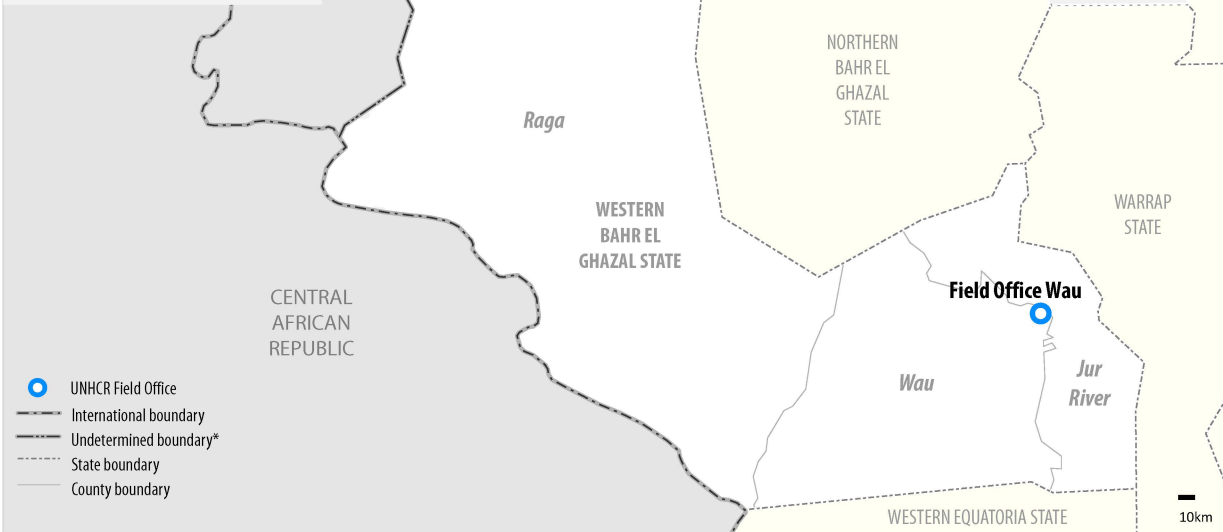 NORTHERN
BAHR EL
GHAZAL
STATE
Raga
WARRAP
STATE
WESTERN
BAHR EL
GHAZAL STATE
CENTRAL
AFRICAN
REPUBLIC
Field Office Wau
Wau
Jur
River
UNHCR Field Office
International boundary
Undetermined boundary*
State boundary
County boundary
WESTERN EQUATORIA STATE
10km